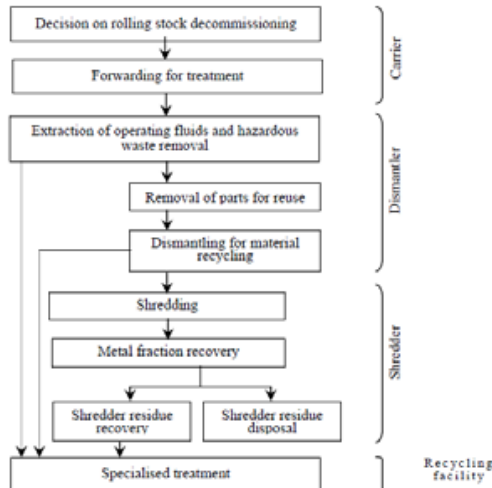 Decision on rolling stock decommissioning
Forwarding for treatment
Carrier
Extraction of operating fluids and hazardous
waste removal
Removal of parts for reuse
Dismantling for material
recycling
Dismantler
Shredding
Metal fraction recovery
Shredder residue
recovery
Shredder residue
disposal
Shredder
Specialised treatment
Recycling
facility